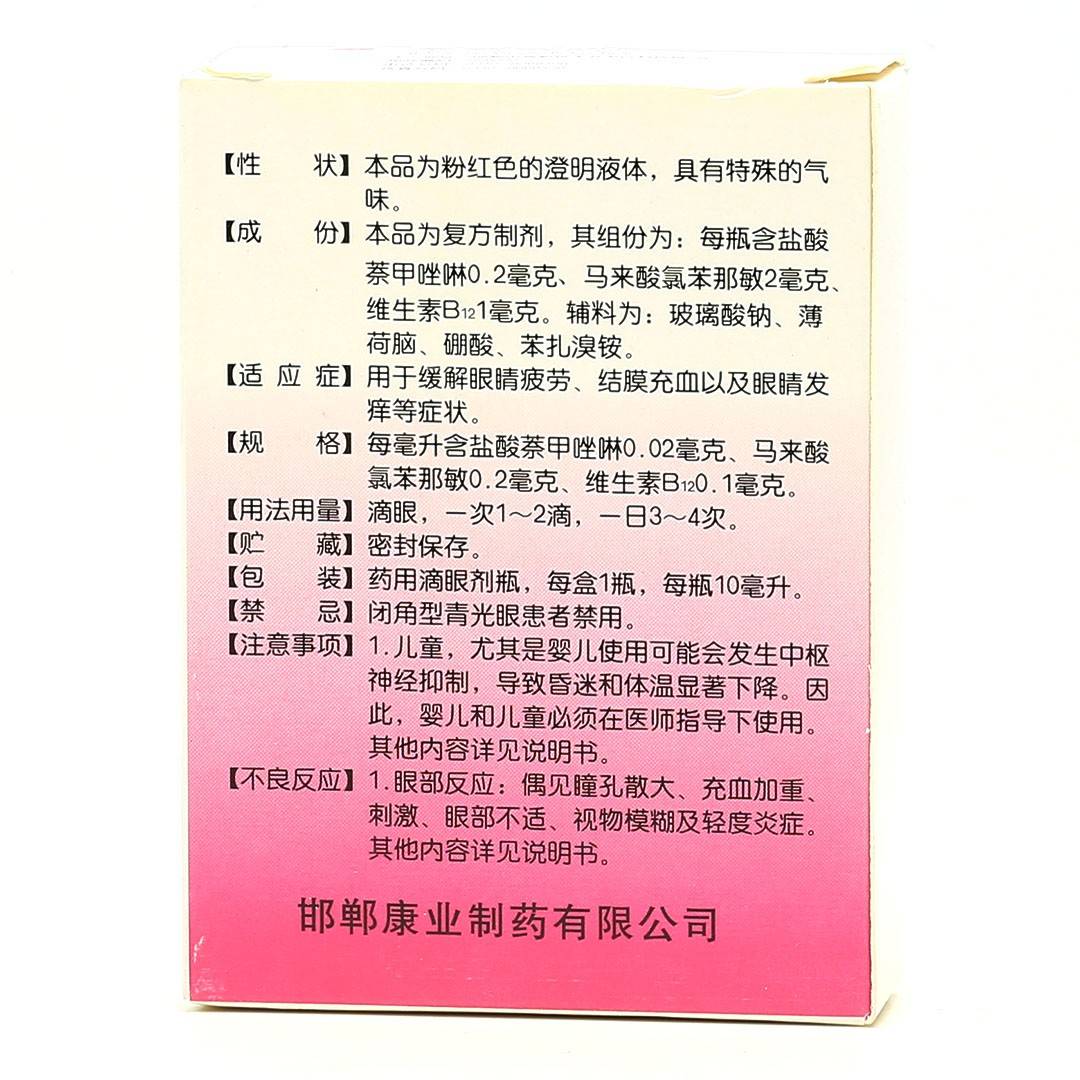 【性　　状】本品为粉红色的澄明液体，具有特殊的气
味。
【成　　份】本品为复方制剂，其组份为：每瓶含盐酸
萘甲唑啉0.2毫克、马来酸氯苯那敏2毫克、
维生素B₁₂1毫克。辅料为：玻璃酸钠、薄
荷脑、硼酸、苯扎溴铵。
【适 应 症】用于缓解眼睛疲劳、结膜充血以及眼睛发
痒等症状。
【规　　格】每毫升含盐酸萘甲唑啉0.02毫克、马来酸
氯苯那敏0.2毫克、维生素B₁₂0.1毫克。
【用法用量】滴眼，一次1～2滴，一日3～4次。
【贮　　藏】密封保存。
【包　　装】药用滴眼剂瓶，每盒1瓶，每瓶10毫升。
【禁　　忌】闭角型青光眼患者禁用。
【注意事项】1.儿童，尤其是婴儿使用可能会发生中枢
神经抑制，导致昏迷和体温显著下降。因
此，婴儿和儿童必须在医师指导下使用。
其他内容详见说明书。
【不良反应】1.眼部反应：偶见瞳孔散大、充血加重、
刺激、眼部不适、视物模糊及轻度炎症。
其他内容详见说明书。
邯郸康业制药有限公司